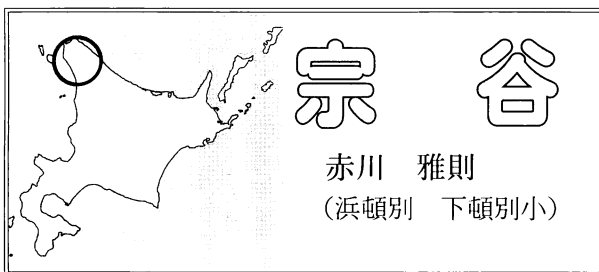 宗谷
赤川　雅則
（浜頓別　下頓別小）